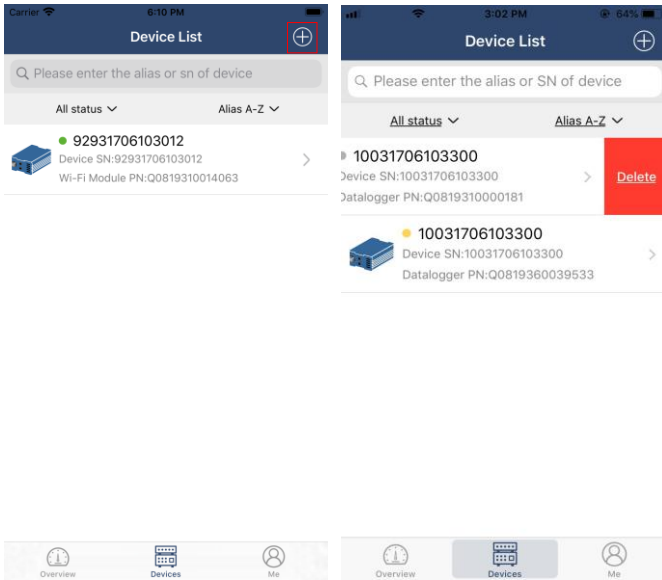 Carrier 6:10 PM
Device List
Please enter the alias or sn of device
All status Alias A-Z
92931706103012
Device SN:92931706103012
Wi-Fi Module PN:Q0819310014063
Overview Devices Me
3:02 PM 64%
Device List
Please enter the alias or SN of device
All status Alias A-Z
10031706103300
Device SN:10031706103300
Datalogger PN:Q0819310000181
Delete
10031706103300
Device SN:10031706103300
Datalogger PN:Q0819360039533
Overview Devices Me